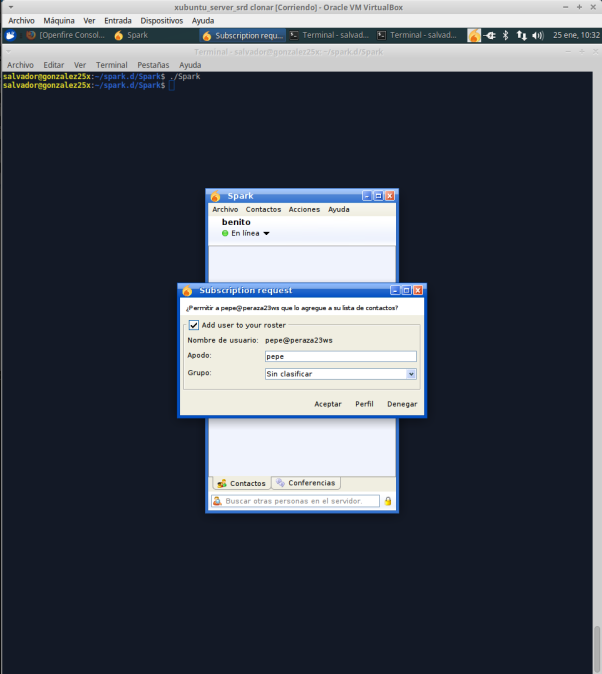 xubuntu_server_srd clonar [Corriendo] - Oracle VM VirtualBox
Archivo Máquina Ver Entrada Dispositivos Ayuda
[Openfire Consol... Spark Subscription requ... Terminal - salvad... Terminal - salvad... 25 ene, 10:32
Terminal - salvador@gonzalez25x: ~/spark.d/Spark
Archivo Editar Ver Terminal Pestañas Ayuda
salvador@gonzalez25x:~/spark.d/Spark$ ./Spark
salvador@gonzalez25x:~/spark.d/Spark$
Spark
Archivo Contactos Acciones Ayuda
benito
En línea
Subscription request
¿Permitir a pepe@peraza23ws que lo agregue a su lista de contactos?
Add user to your roster
Nombre de usuario: pepe@peraza23ws
Apodo: pepe
Grupo: Sin clasificar
Aceptar Perfil Denegar
Contactos Conferencias
Buscar otras personas en el servidor.